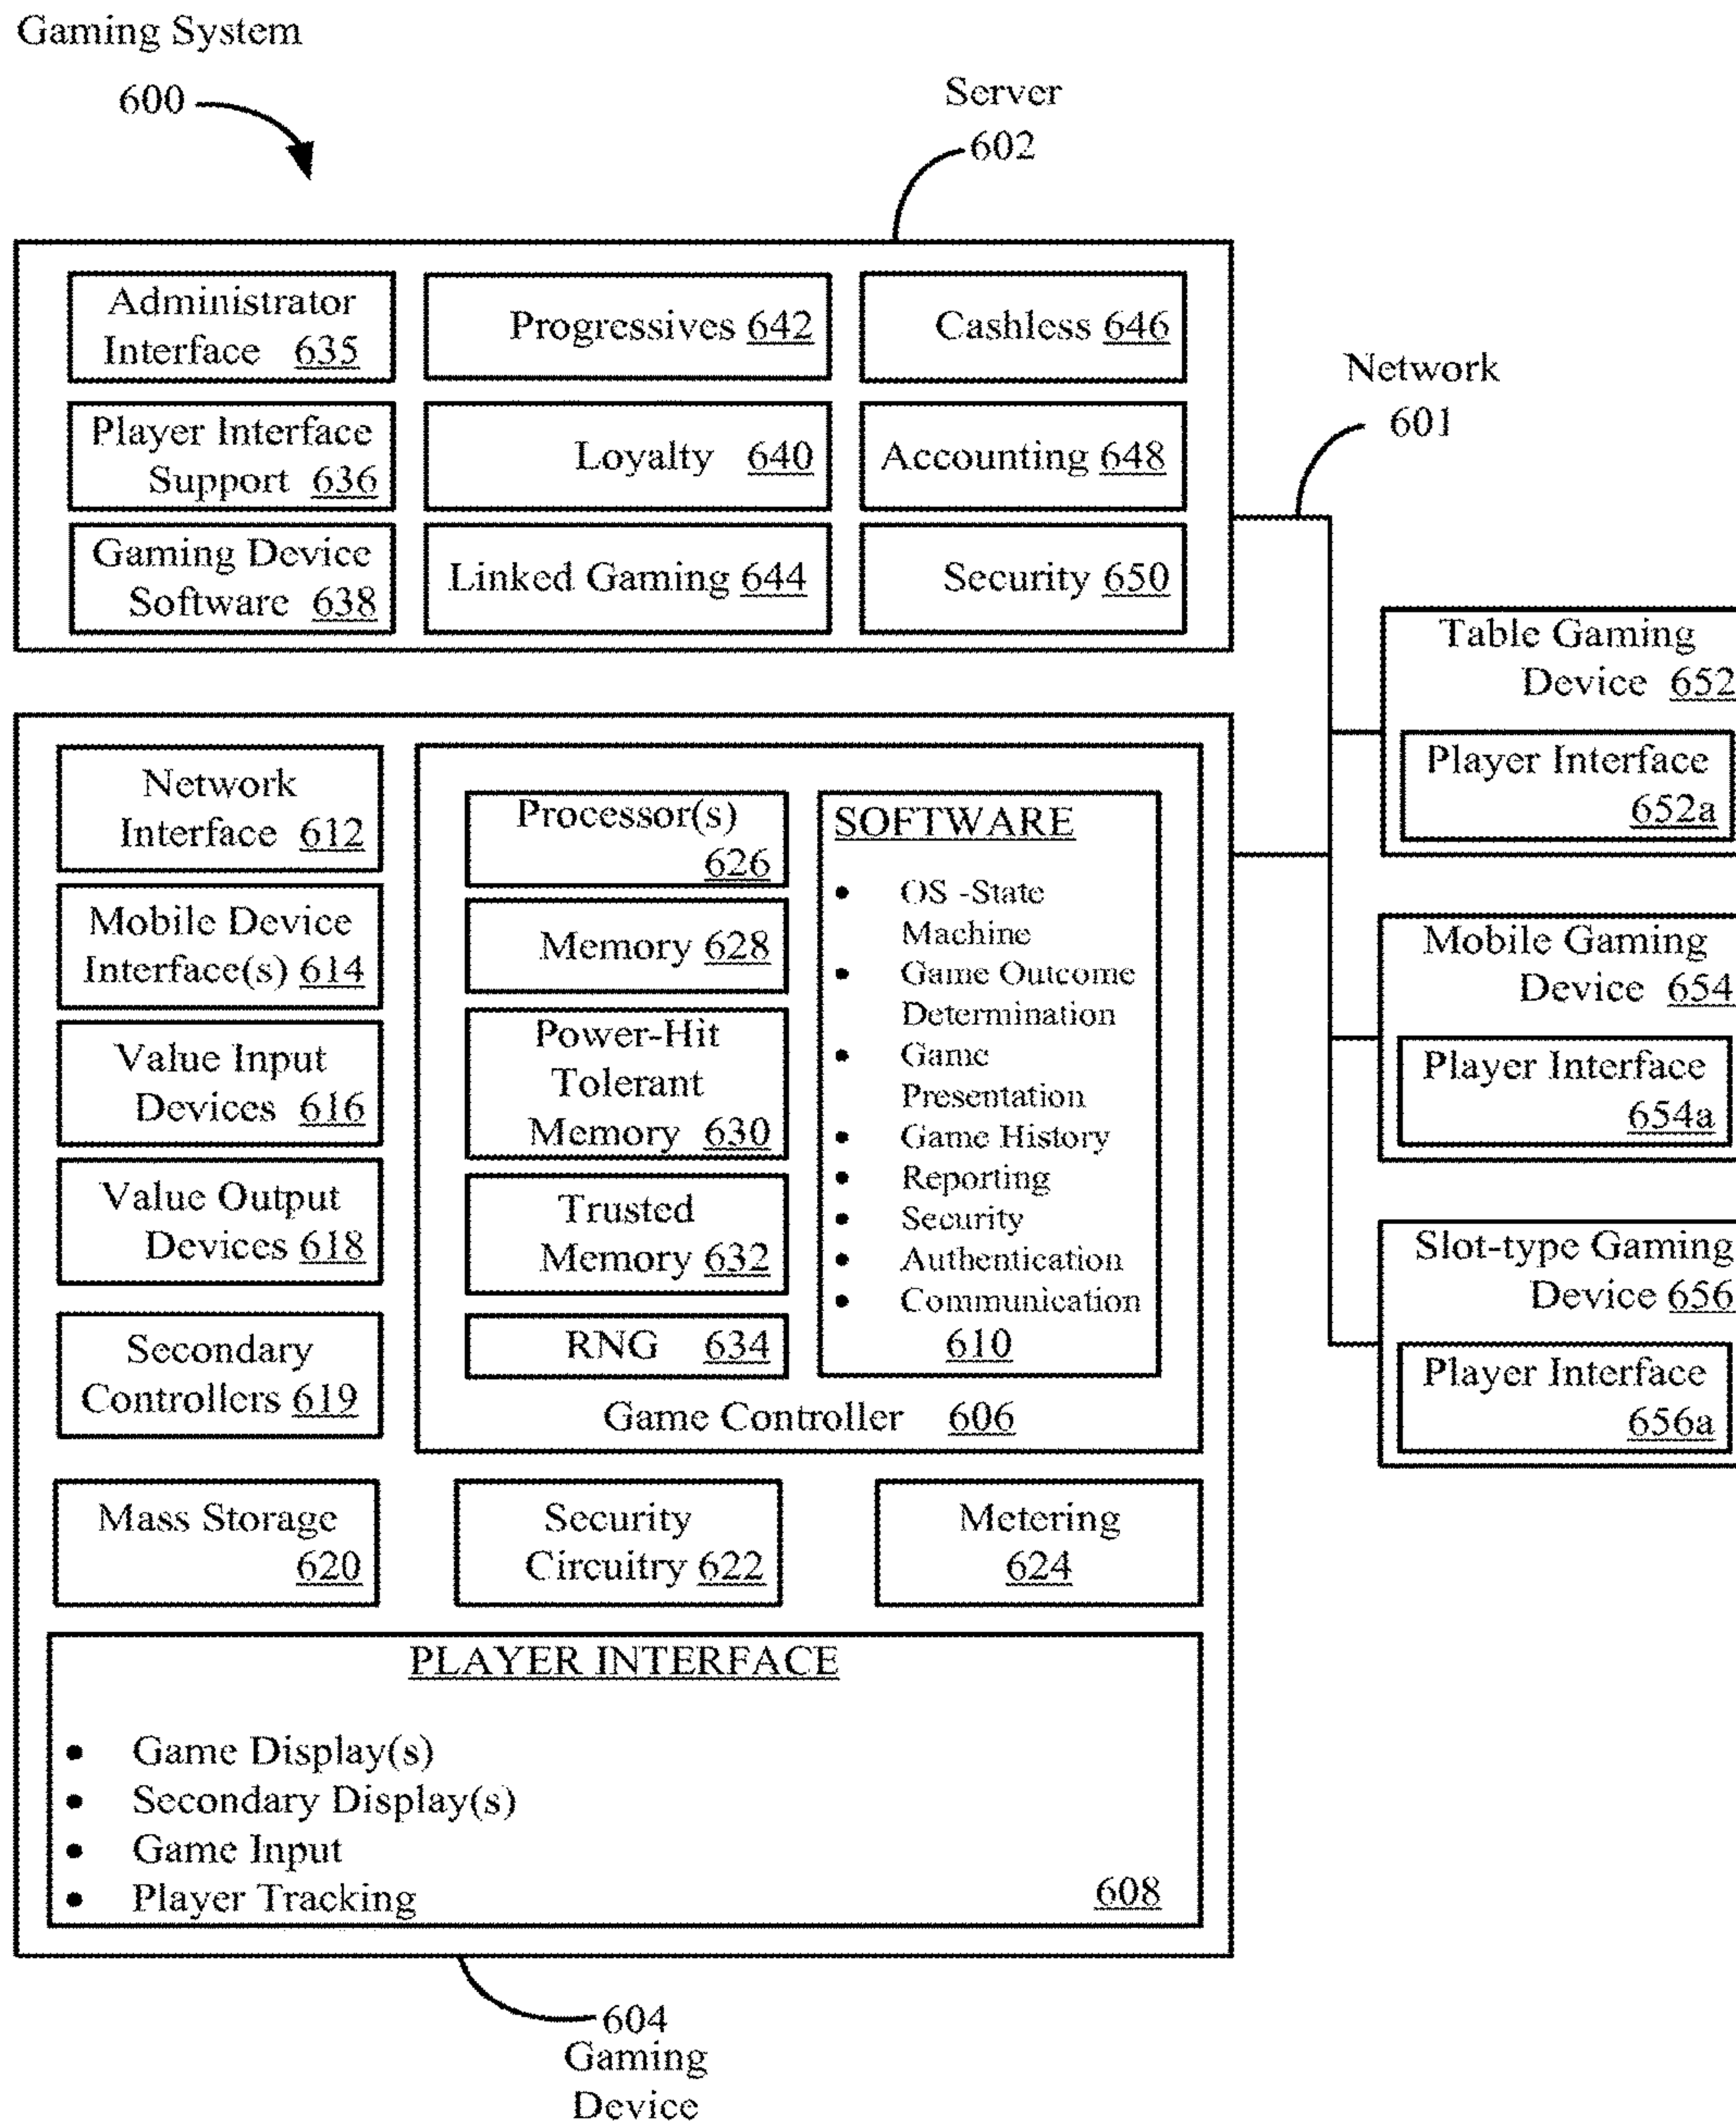 Gaming System
600
Server
602
Administrator
Interface 635
Progressives 642
Cashless 646
Player Interface
Support 636
Loyalty 640
Accounting 648
Gaming Device
Software 638
Linked Gaming 644
Security 650
Network
601
Table Gaming
Device 652
Player Interface
652a
Mobile Gaming
Device 654
Player Interface
654a
Slot-type Gaming
Device 656
Player Interface
656a
Network
Interface 612
Mobile Device
Interface(s) 614
Value Input
Devices 616
Value Output
Devices 618
Secondary
Controllers 619
Processor(s)
626
Memory 628
Power-Hit
Tolerant
Memory 630
Trusted
Memory 632
RNG 634
SOFTWARE
• OS -State
Machine
• Game Outcome
Determination
• Game
Presentation
• Game History
• Reporting
• Security
• Authentication
• Communication
610
Game Controller 606
Mass Storage
620
Security
Circuitry 622
Metering
624
PLAYER INTERFACE
• Game Display(s)
• Secondary Display(s)
• Game Input
• Player Tracking
608
604
Gaming
Device